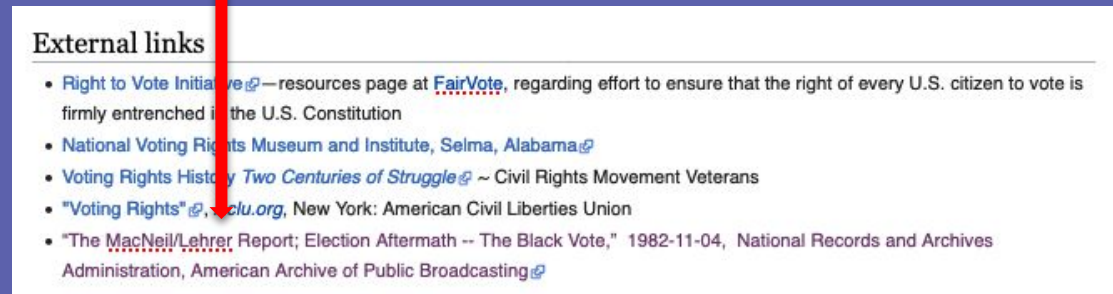 External links
• Right to Vote Initiative—resources page at FairVote, regarding effort to ensure that the right of every U.S. citizen to vote is
firmly entrenched in the U.S. Constitution
• National Voting Rights Museum and Institute, Selma, Alabama
• Voting Rights History Two Centuries of Struggle ~ Civil Rights Movement Veterans
• "Voting Rights", aclu.org, New York: American Civil Liberties Union
• “The MacNeil/Lehrer Report; Election Aftermath -- The Black Vote,” 1982-11-04, National Records and Archives
Administration, American Archive of Public Broadcasting